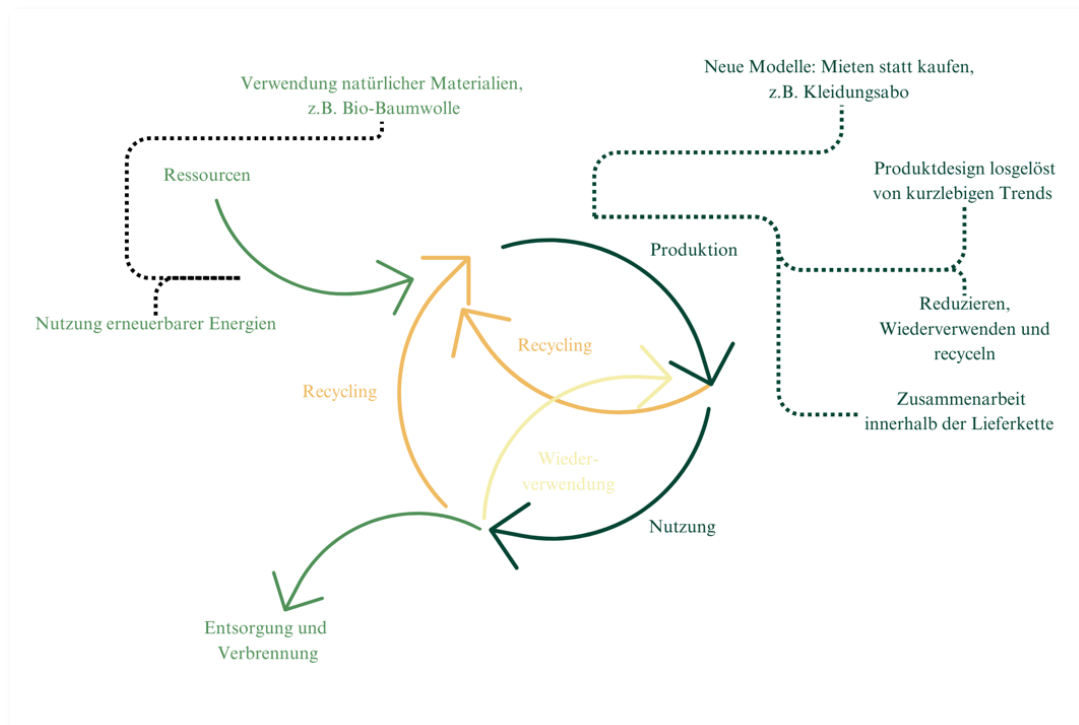 Verwendung natürlicher Materialien,
z.B. Bio-Baumwolle
Ressourcen
Nutzung erneuerbarer Energien
Neue Modelle: Mieten statt kaufen,
z.B. Kleidungsabo
Produktdesign losgelöst
von kurzlebigen Trends
Produktion
Reduzieren,
Wiederverwenden und
recyceln
Recycling
Recycling
Zusammenarbeit
innerhalb der Lieferkette
Wieder-
verwendung
Nutzung
Entsorgung und
Verbrennung